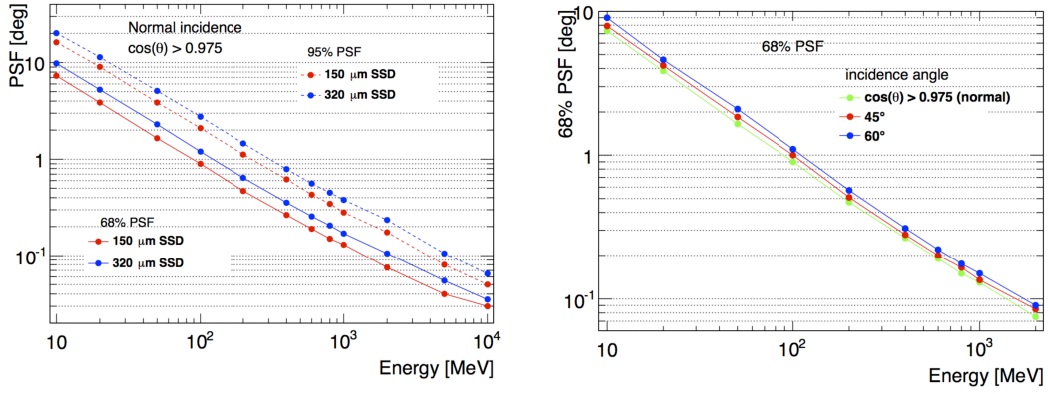 PSF [deg]
10
1
10⁻¹
Normal incidence
cos(θ) > 0.975
95% PSF
150 μm SSD
320 μm SSD
68% PSF
150 μm SSD
320 μm SSD
10
10²
10³
10⁴
Energy [MeV]
68% PSF [deg]
10
1
10⁻¹
68% PSF
incidence angle
cos(θ) > 0.975 (normal)
45°
60°
10
10²
10³
Energy [MeV]